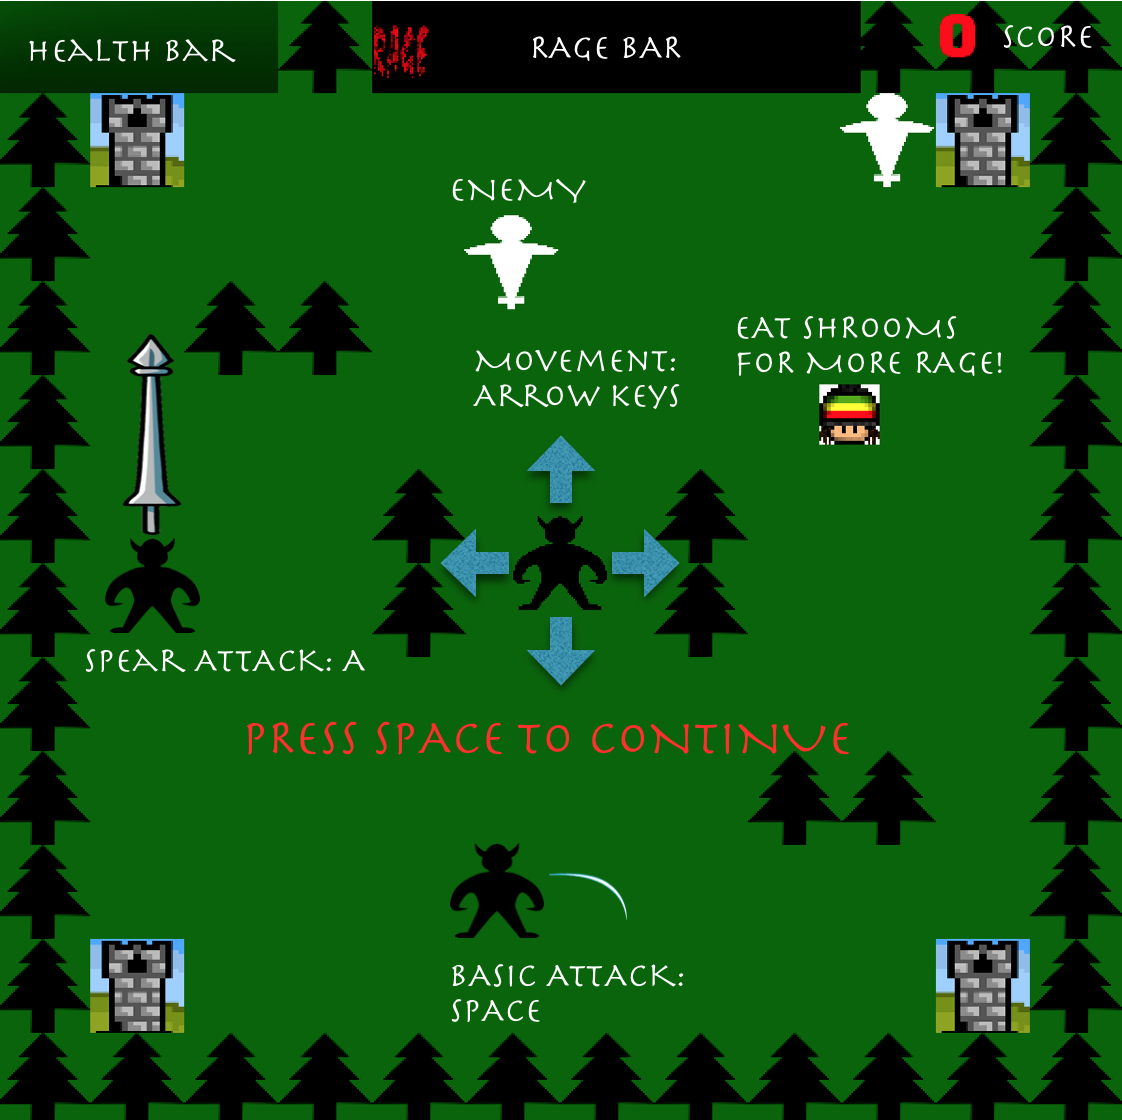 HEALTH BAR
RAGE
RAGE BAR
0
SCORE
ENEMY
EAT SHROOMS
FOR MORE RAGE!
MOVEMENT:
ARROW KEYS
SPEAR ATTACK: A
PRESS SPACE TO CONTINUE
BASIC ATTACK:
SPACE